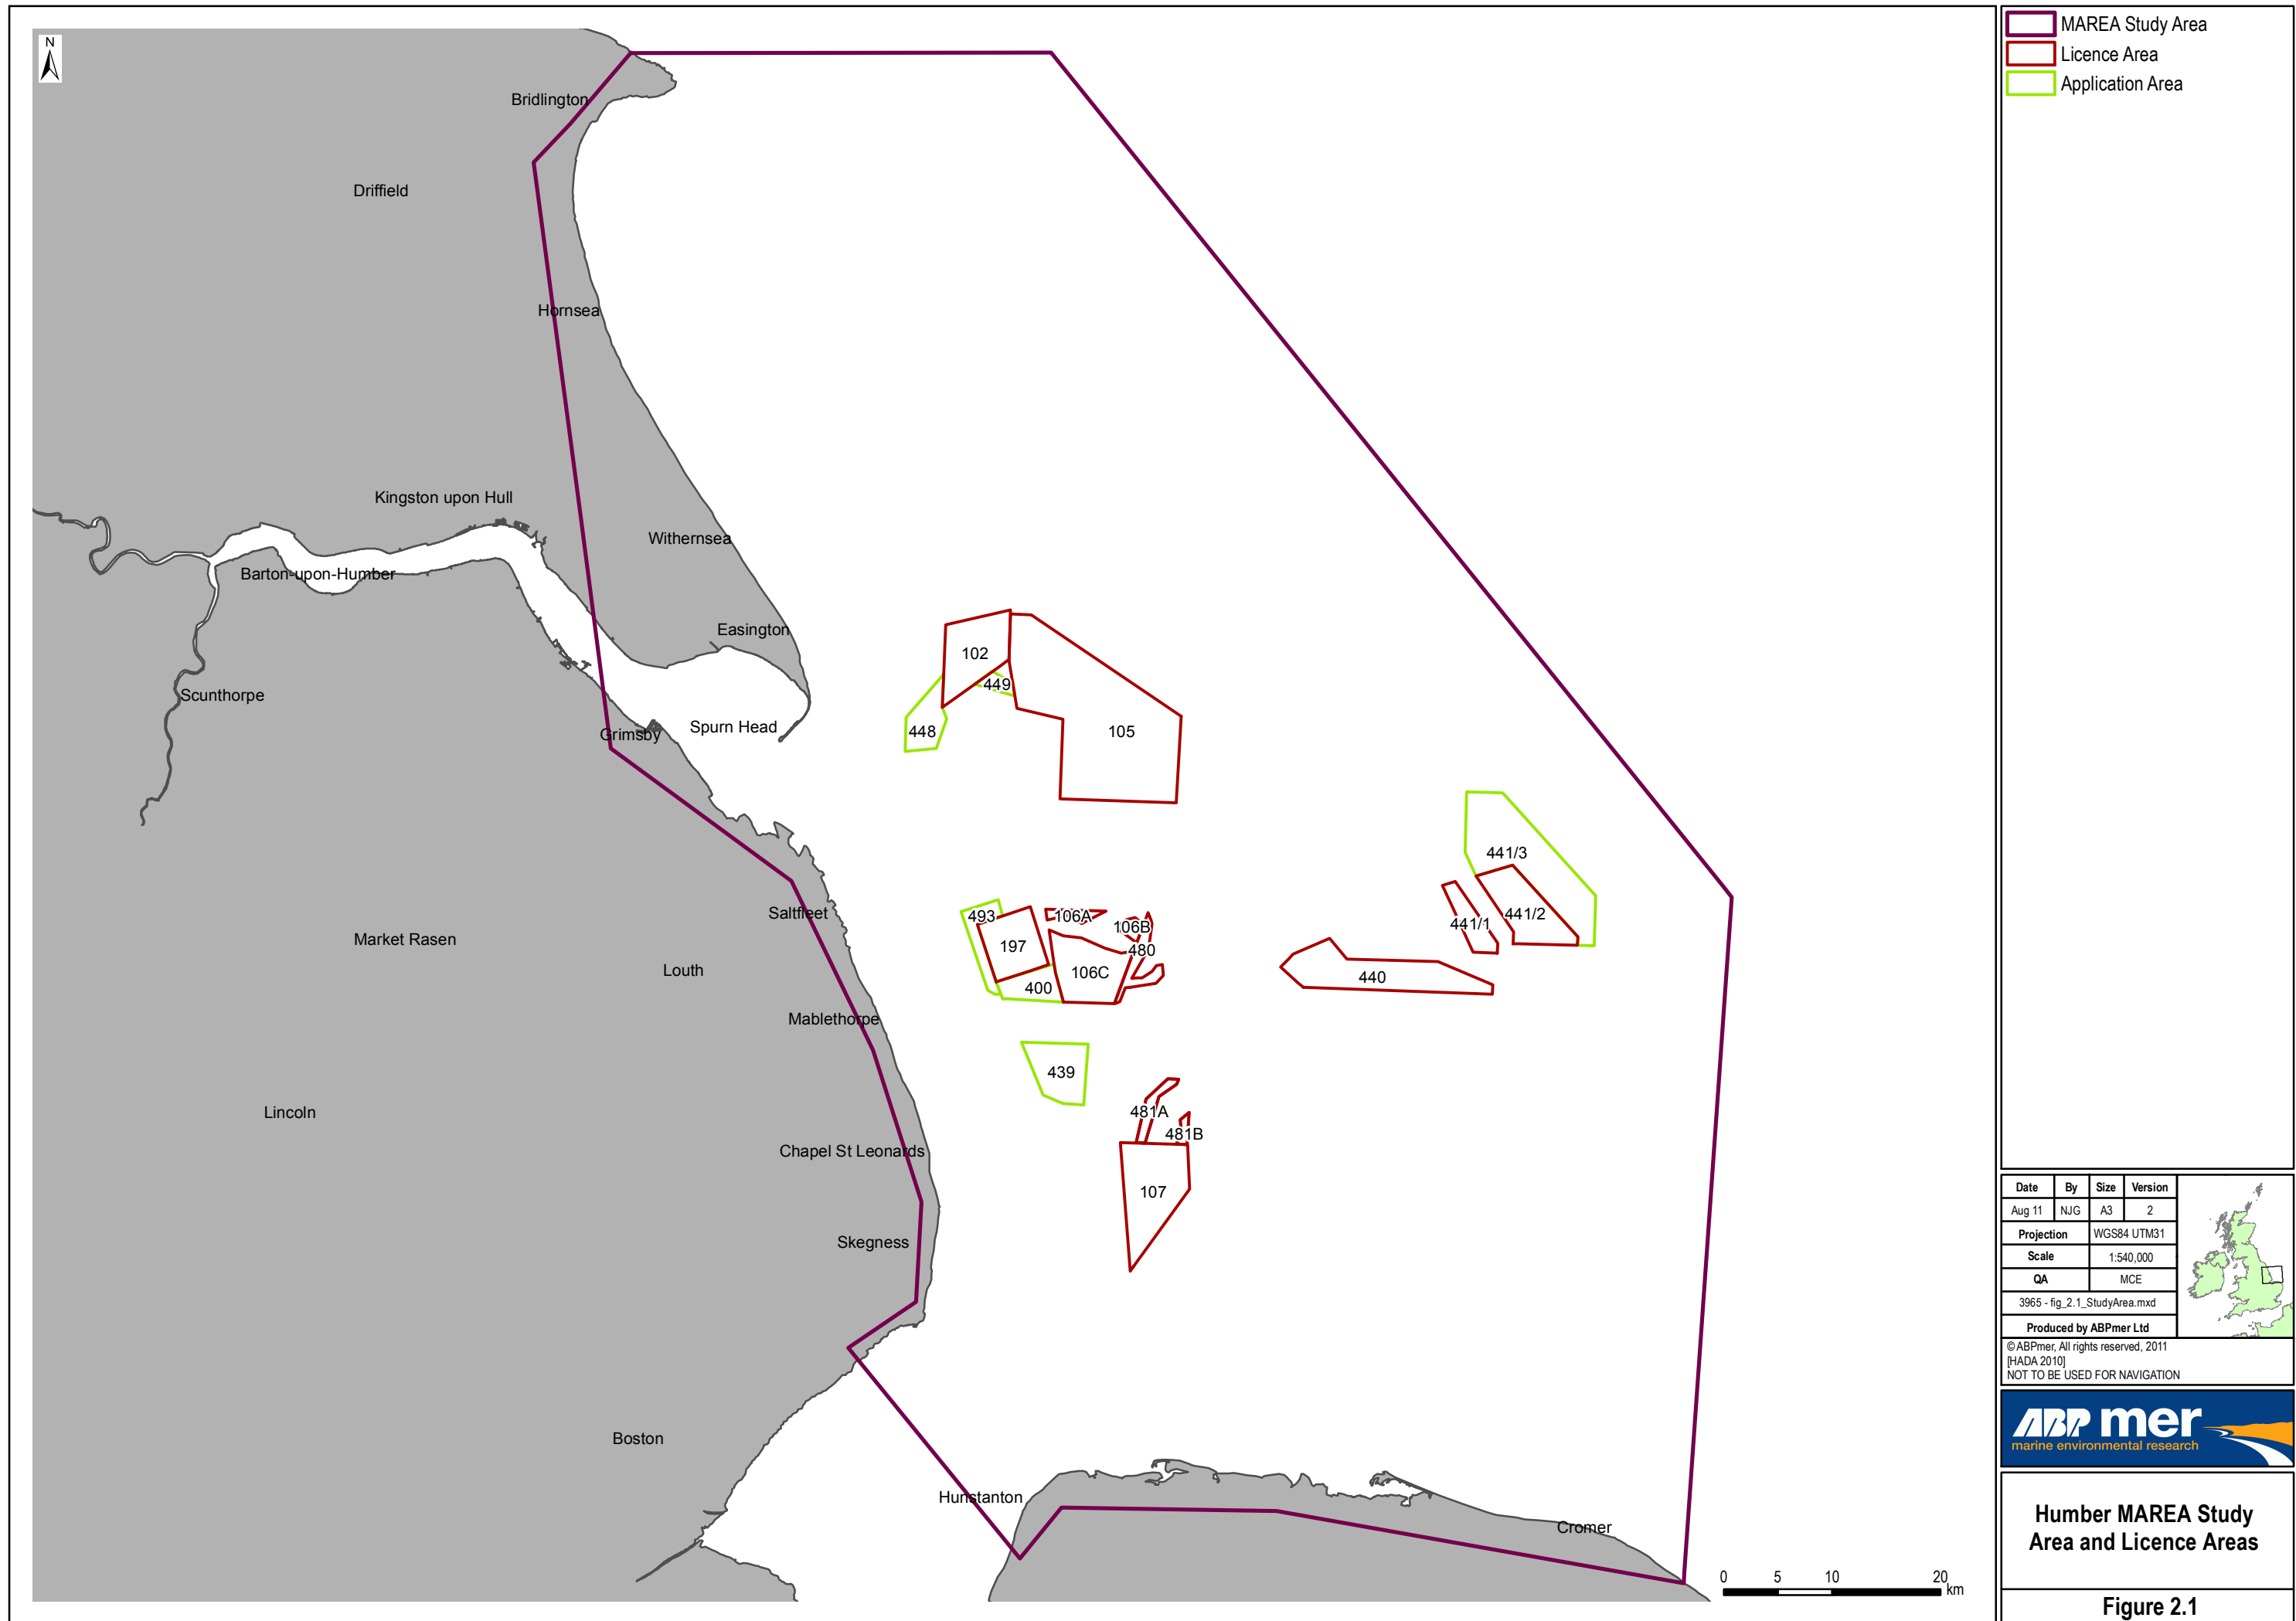 N
Bridlington
Driffield
Hornsea
Kingston upon Hull
Withernsea
Barton-upon-Humber
Easington
Scunthorpe
Spurn Head
Grimsby
Saltfleet
Market Rasen
Louth
Mablethorpe
Lincoln
Chapel St Leonards
Skegness
Boston
Hunstanton
Cromer
102
449
448
105
441/3
441/2
441/1
440
493
197
106A
106B
480
106C
400
439
481A
481B
107
0 5 10 20
km
MAREA Study Area
Licence Area
Application Area
Date By Size Version
Aug 11 NJG A3 2
Projection WGS84 UTM31
Scale 1:540,000
QA MCE
3965 - fig_2.1_StudyArea.mxd
Produced by ABPmer Ltd
© ABPmer, All rights reserved, 2011
[HADA 2010]
NOT TO BE USED FOR NAVIGATION
ABP mer
marine environmental research
Humber MAREA Study
Area and Licence Areas
Figure 2.1